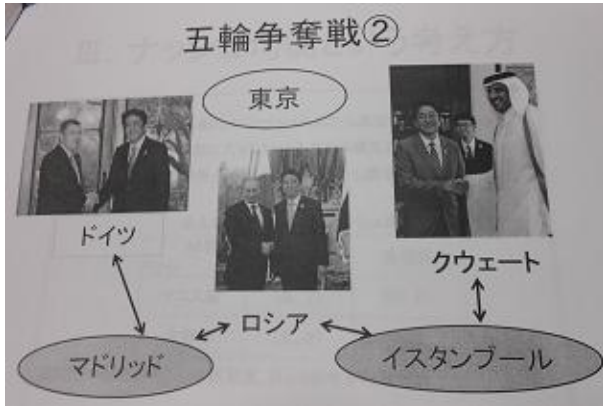 五輪争奪戦②
東京
ドイツ
クウェート
ロシア
マドリッド
イスタンブール